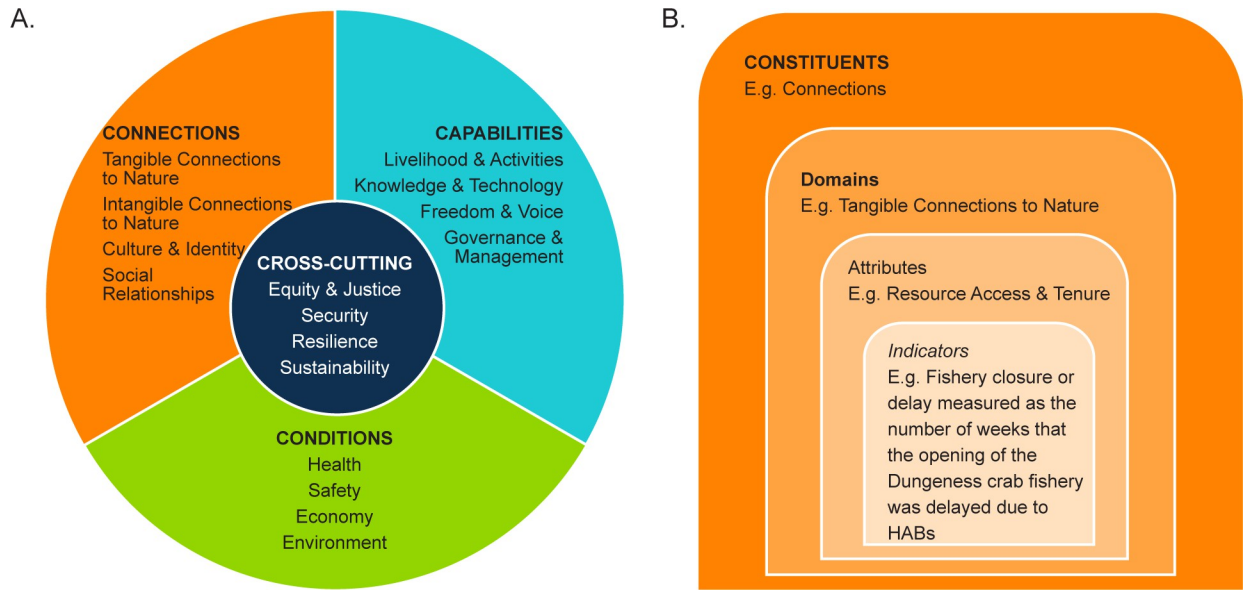 A.
CONNECTIONS
Tangible Connections
to Nature
Intangible Connections
to Nature
Culture & Identity
Social
Relationships
CAPABILITIES
Livelihood & Activities
Knowledge & Technology
Freedom & Voice
Governance &
Management
CROSS-CUTTING
Equity & Justice
Security
Resilience
Sustainability
CONDITIONS
Health
Safety
Economy
Environment
B.
CONSTITUENTS
E.g. Connections
Domains
E.g. Tangible Connections to Nature
Attributes
E.g. Resource Access & Tenure
Indicators
E.g. Fishery closure or
delay measured as the
number of weeks that
the opening of the
Dungeness crab fishery
was delayed due to
HABs